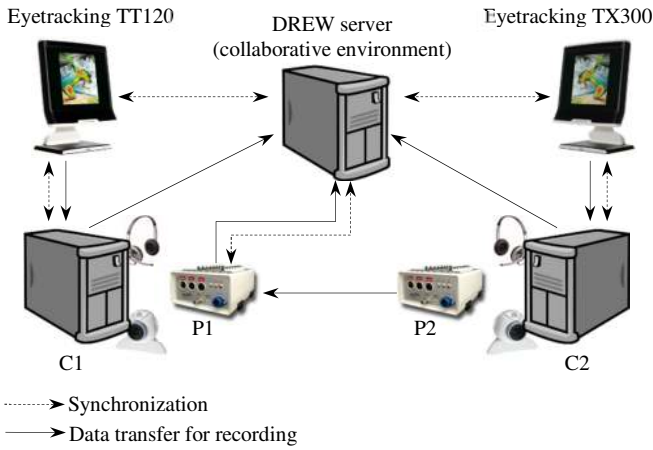 Eyetracking TT120
DREW server
(collaborative environment)
Eyetracking TX300
P1
P2
C1
C2
Synchronization
Data transfer for recording